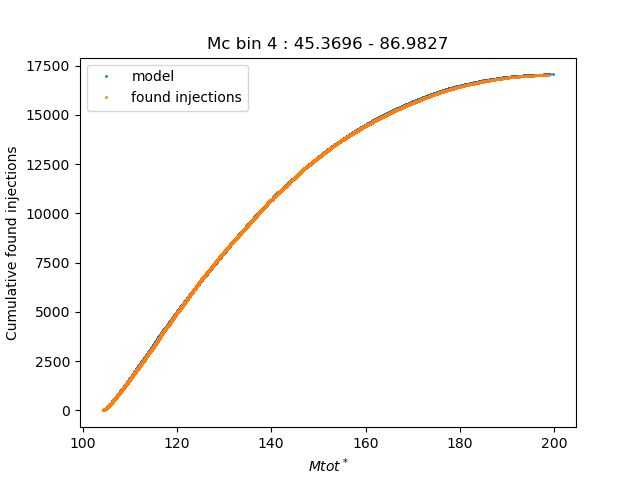 Mc bin 4 : 45.3696 - 86.9827
model
found injections
Cumulative found injections
17500
15000
12500
10000
7500
5000
2500
0
100 120 140 160 180 200
Mtot*